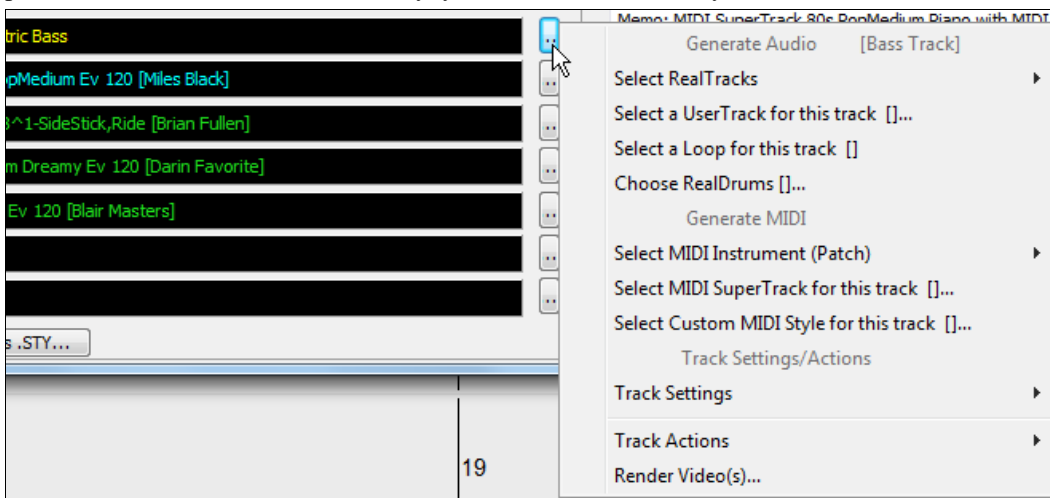 tric Bass
Memo: MIDI SuperTrack 80s PopMedium Piano with MIDI
Generate Audio [Bass Track]
opMedium Ev 120 [Miles Black]
Select RealTracks
Select a UserTrack for this track []...
3^1-SideStick,Ride [Brian Fullen]
Select a Loop for this track []
m Dreamy Ev 120 [Darin Favorite]
Choose RealDrums []...
Ev 120 [Blair Masters]
Generate MIDI
Select MIDI Instrument (Patch)
Select MIDI SuperTrack for this track []...
Select Custom MIDI Style for this track []...
s .STY...
Track Settings/Actions
Track Settings
Track Actions
19
Render Video(s)...